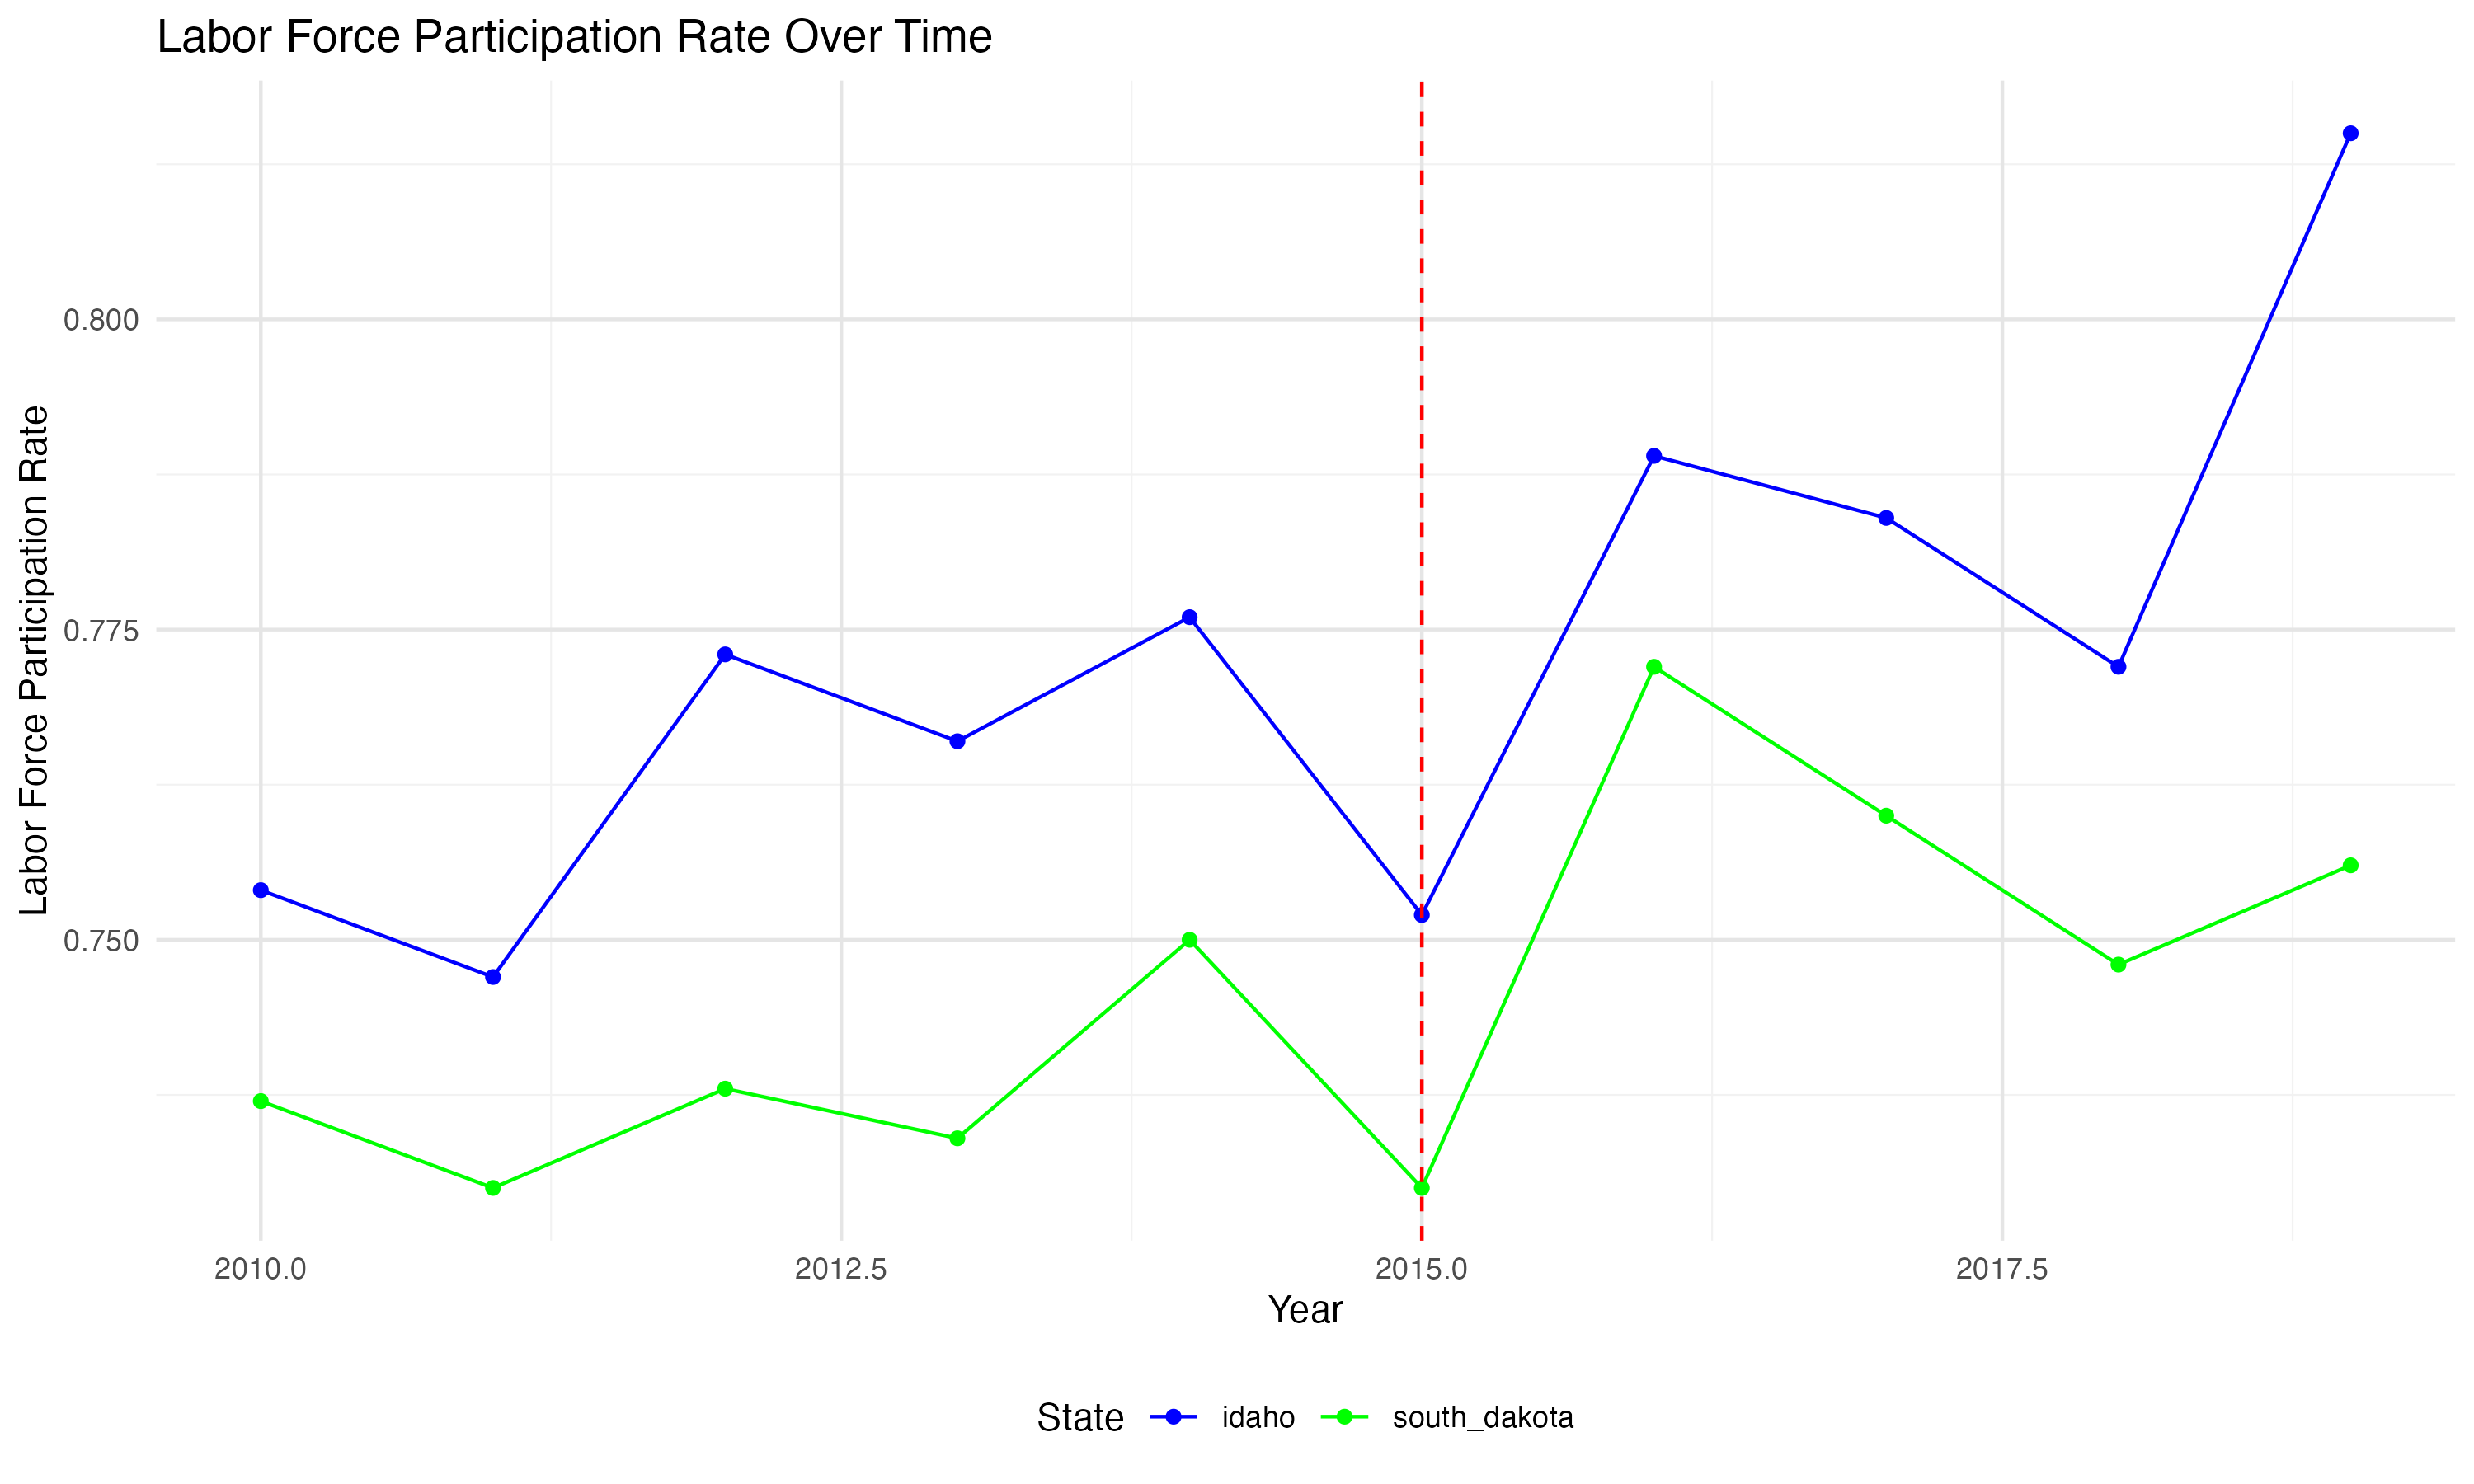 Labor Force Participation Rate Over Time
Labor Force Participation Rate
0.800
0.775
0.750
2010.0 2012.5 2015.0 2017.5
Year
State idaho south_dakota